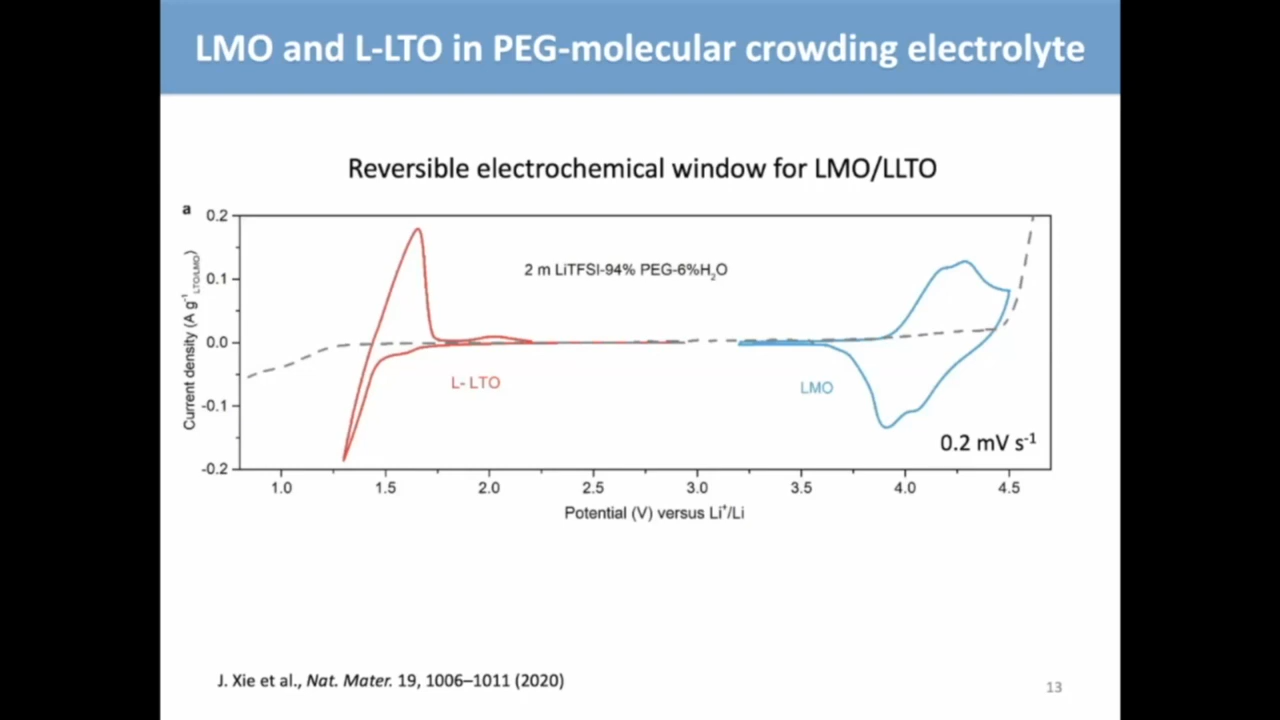 LMO and L-LTO in PEG-molecular crowding electrolyte
Reversible electrochemical window for LMO/LLTO
a
0.2
0.1
0.0
-0.1
-0.2
Current density (A g⁻¹ LTO/LMO)
2 m LiTFSI-94% PEG-6%H₂O
L- LTO
LMO
0.2 mV s⁻¹
1.0 1.5 2.0 2.5 3.0 3.5 4.0 4.5
Potential (V) versus Li⁺/Li
J. Xie et al., Nat. Mater. 19, 1006–1011 (2020)
13